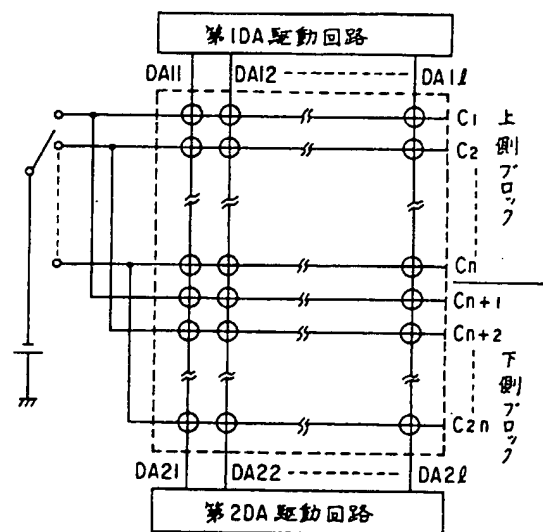 第1DA駆動回路
DA11 DA12 DA1ℓ
C1
C2
上側ブロック
Cn
Cn+1
Cn+2
下側ブロック
C2n
DA21 DA22 DA2ℓ
第2DA駆動回路